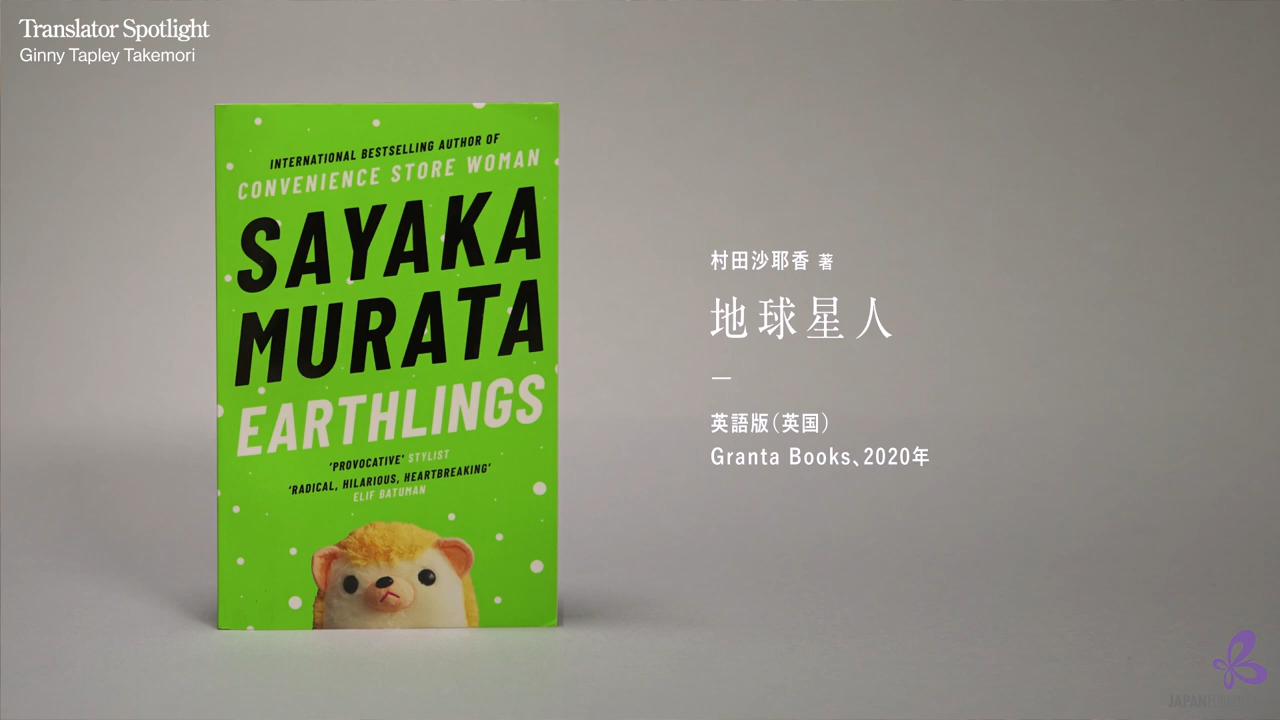 Translator Spotlight
Ginny Tapley Takemori
INTERNATIONAL BESTSELLING AUTHOR OF
CONVENIENCE STORE WOMAN
SAYAKA
MURATA
EARTHLINGS
'PROVOCATIVE' STYLIST
'RADICAL, HILARIOUS, HEARTBREAKING'
ELIF BATUMAN
村田沙耶香 著
地球星人
—
英語版（英国）
Granta Books、2020年
JAPAN